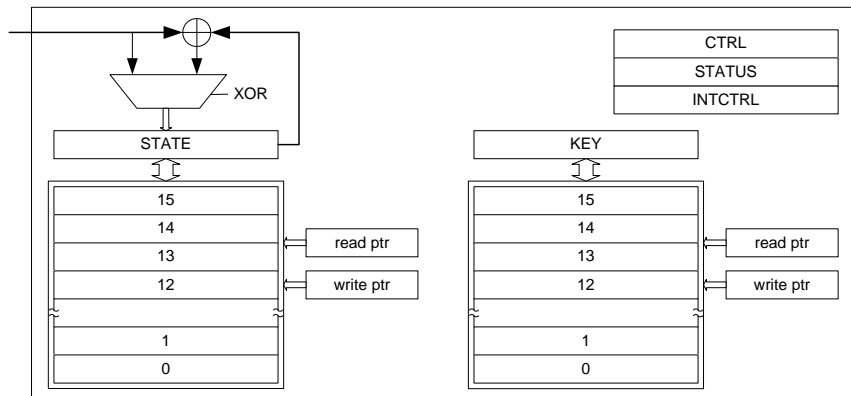 CTRL
STATUS
INTCTRL
XOR
STATE
KEY
15
14
13
12
1
0
read ptr
write ptr
15
14
13
12
1
0
read ptr
write ptr